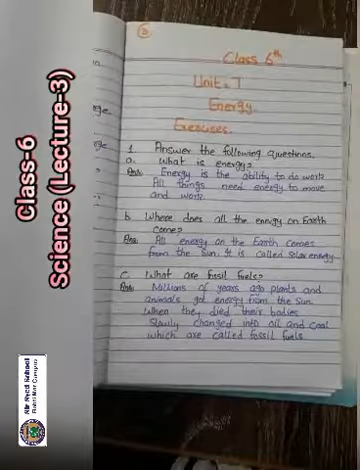 Class-6
Science (Lecture-3)
Class 6th
Unit. 7
Energy.
Exercises.
1 Answer the following questions.
a. What is energy?
Ans: Energy is the ability to do work
All things need energy to move
and work.
b. Where does all the energy on Earth
come?
Ans: All energy on the Earth comes
from the Sun. It is called Solar energy
c. What are fossil fuels?
Ans: Millions of years ago plants and
animals got energy from the Sun.
When they died their bodies
Slowly changed into oil and coal
which are called fossil fuels.